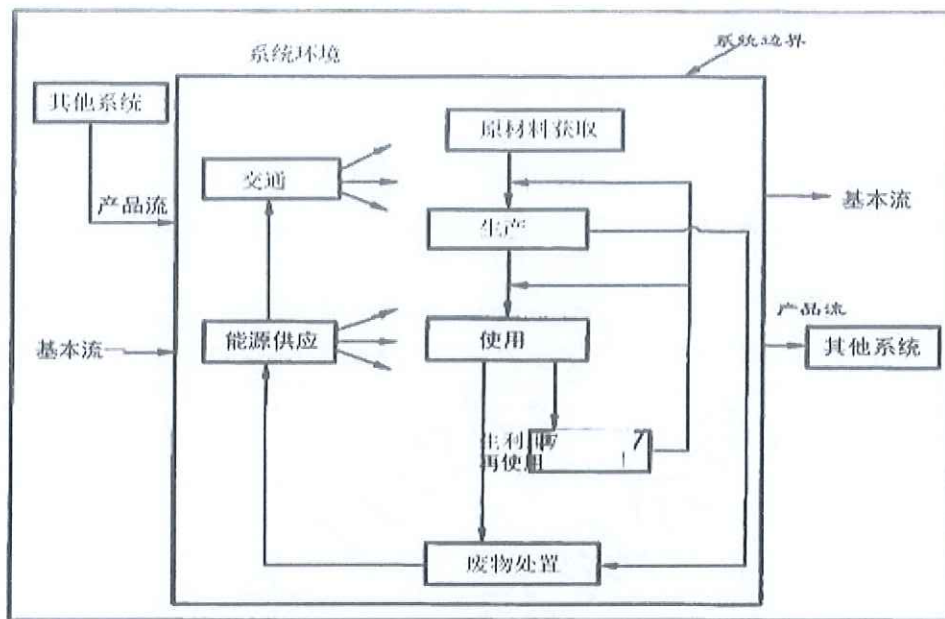 系统环境
系统边界
其他系统
原材料获取
交通
产品流
基本流
生产
产品流
能源供应
使用
基本流
其他系统
再使用
废物处置